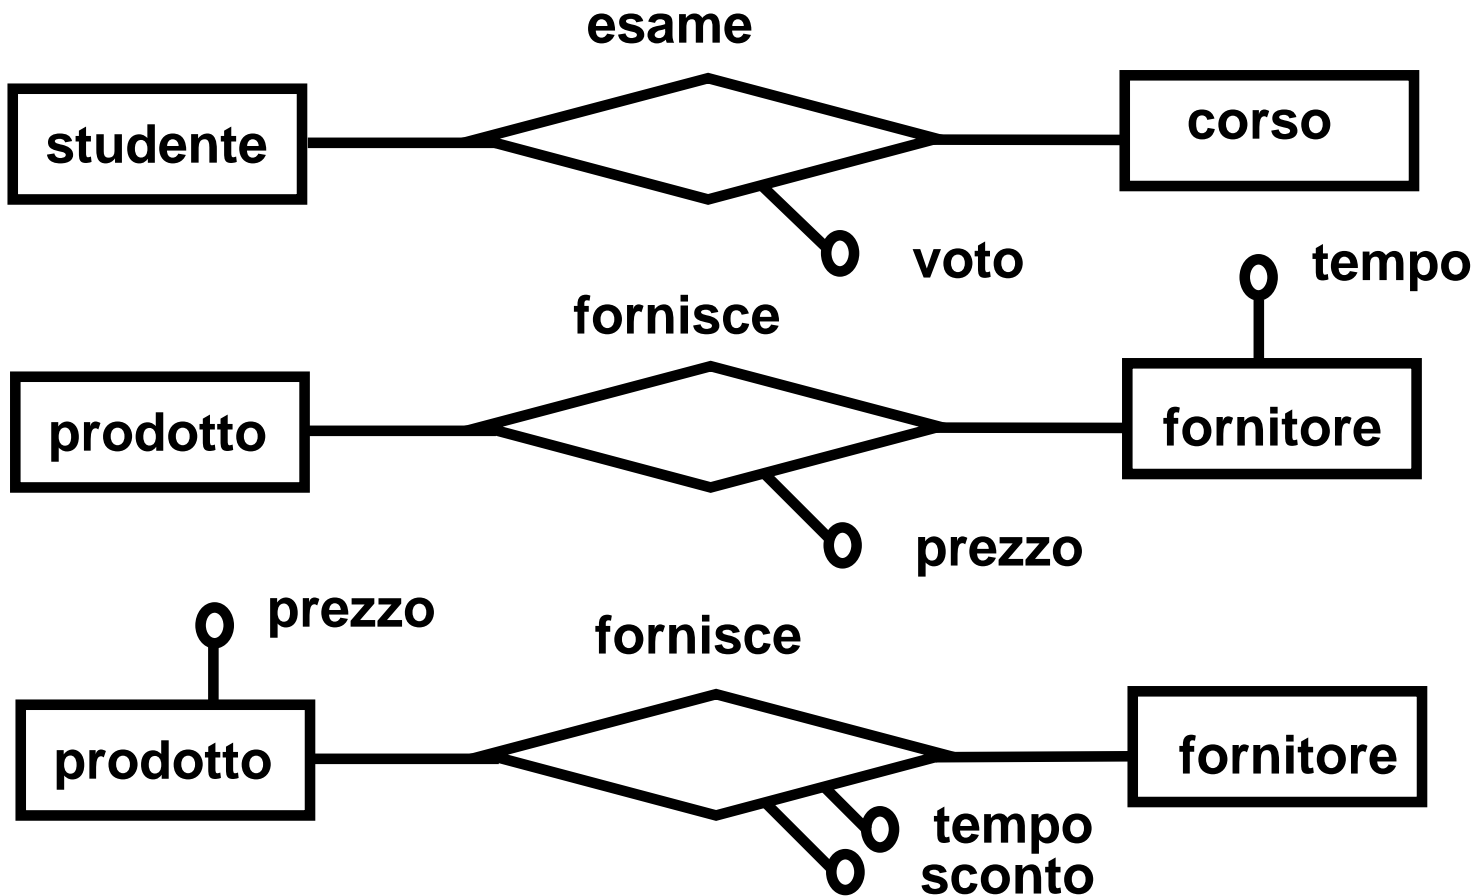 esame
studente
corso
voto
tempo
fornisce
prodotto
fornitore
prezzo
prezzo
fornisce
prodotto
fornitore
tempo
sconto